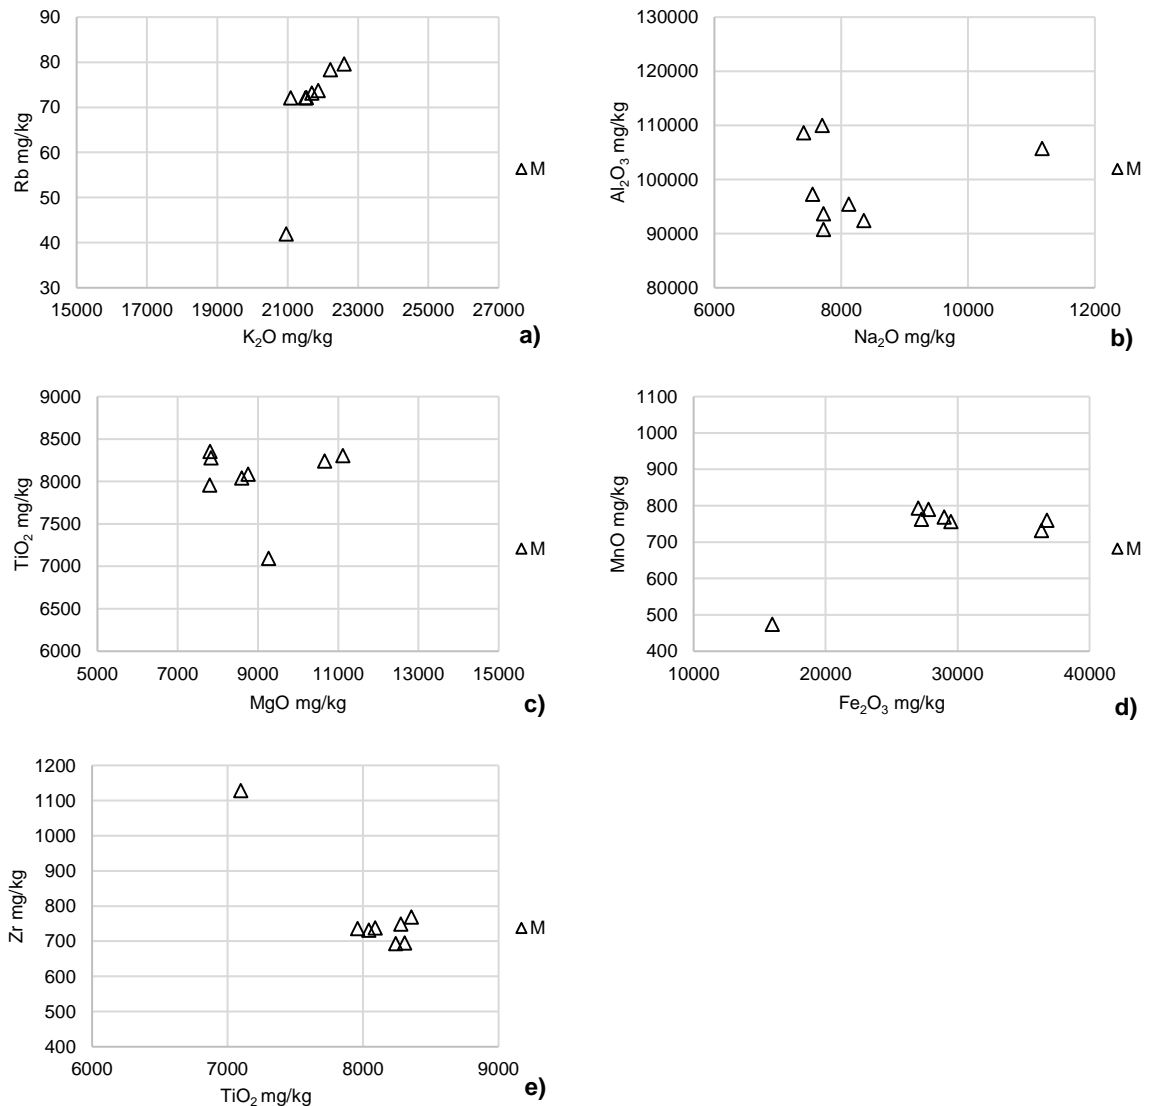 90
80
70
60
50
40
30
Rb mg/kg
15000 17000 19000 21000 23000 25000 27000
K₂O mg/kg
M
a)
130000
120000
110000
100000
90000
80000
Al₂O₃ mg/kg
6000 8000 10000 12000
Na₂O mg/kg
M
b)
9000
8500
8000
7500
7000
6500
6000
TiO₂ mg/kg
5000 7000 9000 11000 13000 15000
MgO mg/kg
M
c)
1100
1000
900
800
700
600
500
400
MnO mg/kg
10000 20000 30000 40000
Fe₂O₃ mg/kg
M
d)
1200
1100
1000
900
800
700
600
500
400
Zr mg/kg
6000 7000 8000 9000
TiO₂ mg/kg
M
e)